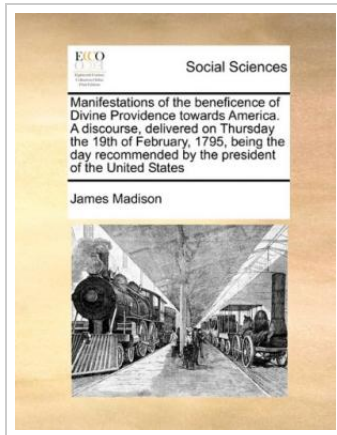 ECCO
Social Sciences
Manifestations of the beneficence of
Divine Providence towards America.
A discourse, delivered on Thursday
the 19th of February, 1795, being the
day recommended by the president
of the United States
James Madison